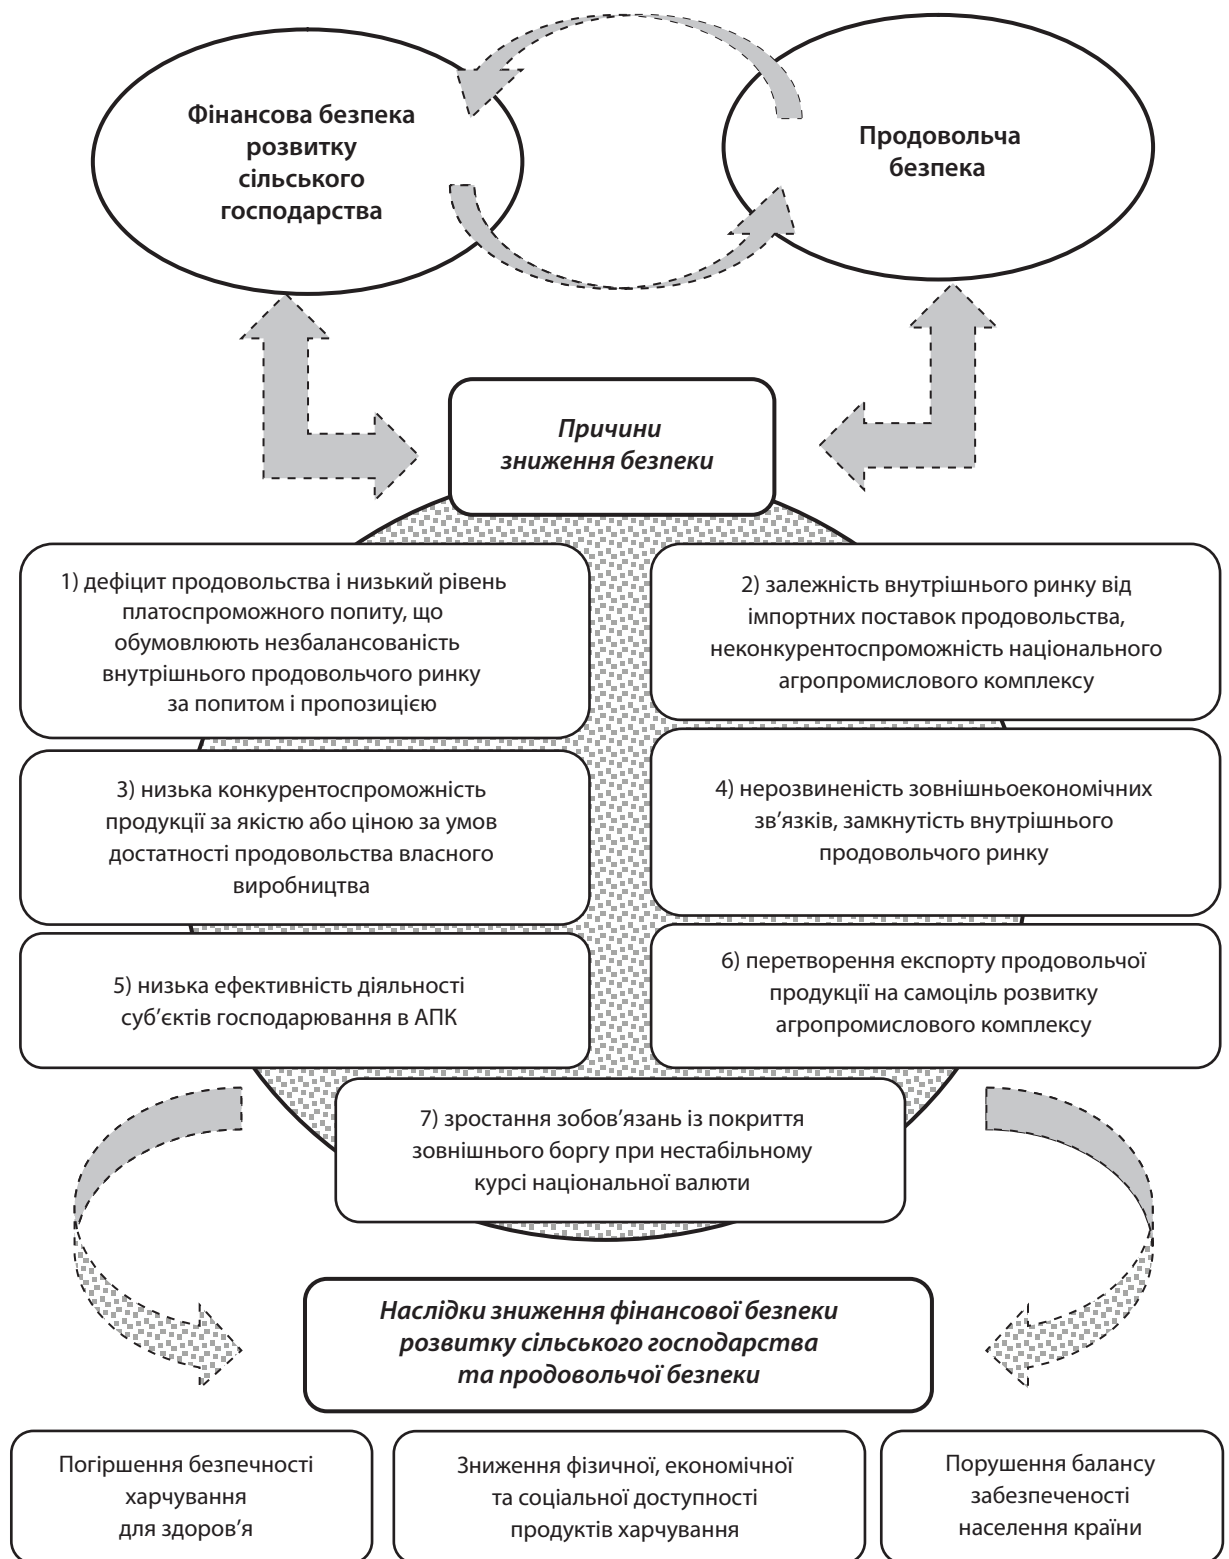 Фінансова безпека
розвитку
сільського
господарства
Продовольча
безпека
Причини
зниження безпеки
1) дефіцит продовольства і низький рівень
платоспроможного попиту, що
обумовлюють незбалансованість
внутрішнього продовольчого ринку
за попитом і пропозицією
2) залежність внутрішнього ринку від
імпортних поставок продовольства,
неконкурентоспроможність національного
агропромислового комплексу
3) низька конкурентоспроможність
продукції за якістю або ціною за умов
достатності продовольства власного
виробництва
4) нерозвиненість зовнішньоекономічних
зв’язків, замкнутість внутрішнього
продовольчого ринку
5) низька ефективність діяльності
суб’єктів господарювання в АПК
6) перетворення експорту продовольчої
продукції на самоціль розвитку
агропромислового комплексу
7) зростання зобов’язань із покриття
зовнішнього боргу при нестабільному
курсі національної валюти
Наслідки зниження фінансової безпеки
розвитку сільського господарства
та продовольчої безпеки
Погіршення безпечності
харчування
для здоров’я
Зниження фізичної, економічної
та соціальної доступності
продуктів харчування
Порушення балансу
забезпеченості
населення країни